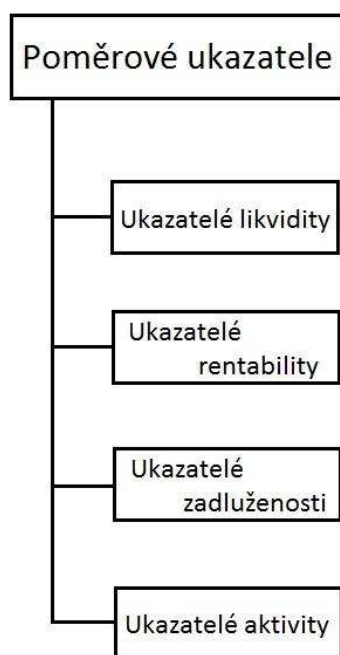 Poměrové ukazatele
Ukazatelé likvidity
Ukazatelé
rentability
Ukazatelé
zadluženosti
Ukazatelé aktivity